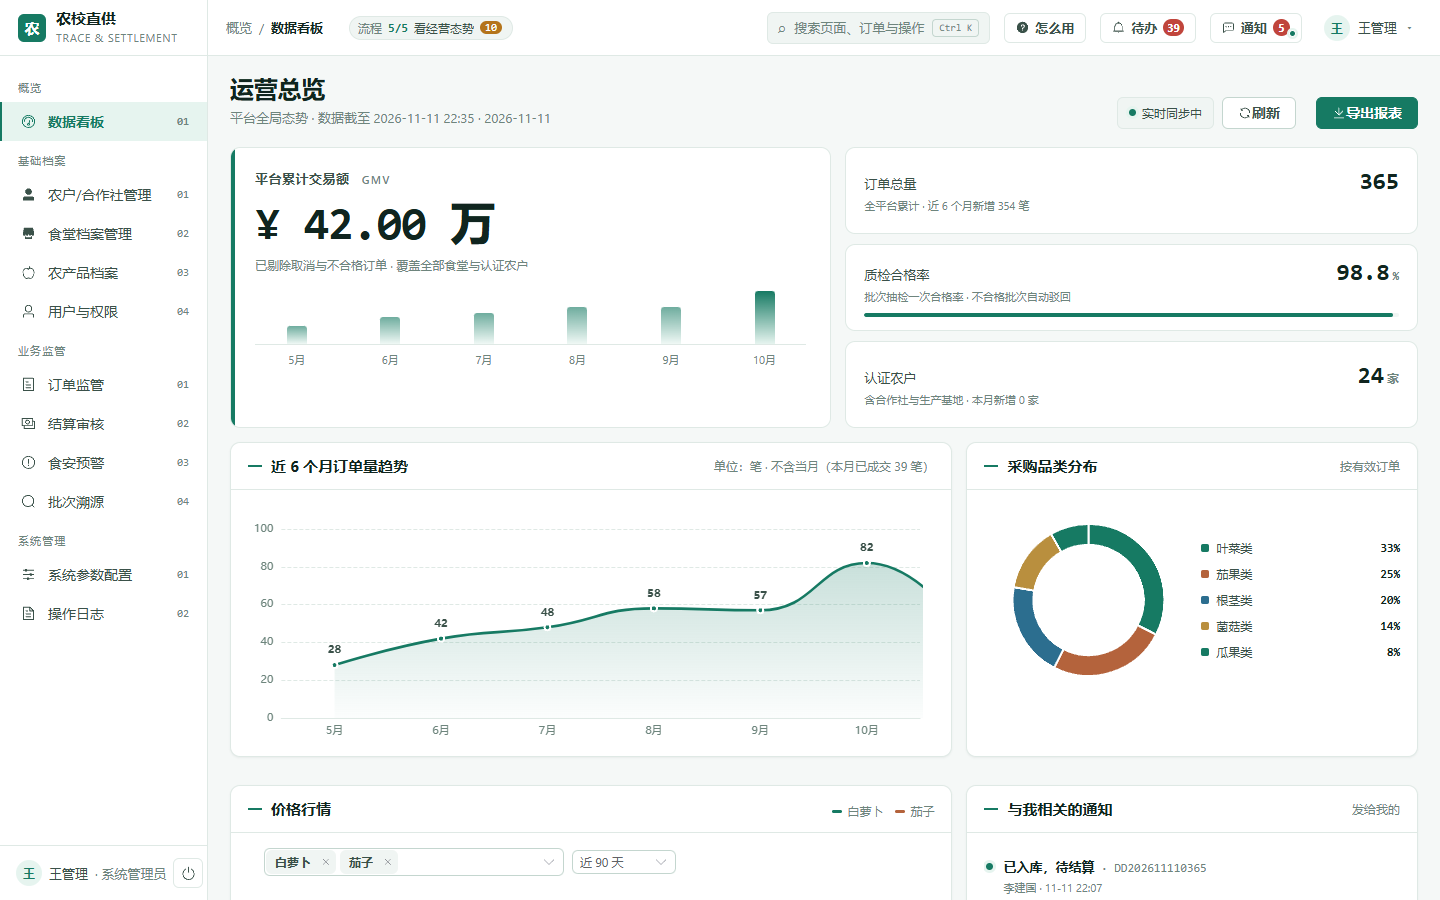 农
农校直供
TRACE & SETTLEMENT
概览
数据看板 01
基础档案
农户/合作社管理 01
食堂档案管理 02
农产品档案 03
用户与权限 04
业务监管
订单监管 01
结算审核 02
食安预警 03
批次溯源 04
系统管理
系统参数配置 01
操作日志 02
王 王管理 · 系统管理员
概览 / 数据看板
流程 5/5 看经营态势 10
搜索页面、订单与操作 Ctrl K
怎么用
待办 39
通知 5
王 王管理
运营总览
平台全局态势 · 数据截至 2026-11-11 22:35 · 2026-11-11
实时同步中
刷新
导出报表
平台累计交易额 GMV
¥ 42.00 万
已剔除取消与不合格订单 · 覆盖全部食堂与认证农户
5月 6月 7月 8月 9月 10月
订单总量 365
全平台累计 · 近 6 个月新增 354 笔
质检合格率 98.8%
批次抽检一次合格率 · 不合格批次自动驳回
认证农户 24家
含合作社与生产基地 · 本月新增 0 家
近 6 个月订单量趋势
单位：笔 · 不含当月（本月已成交 39 笔）
100
80
60
40
20
0
28 42 48 58 57 82
5月 6月 7月 8月 9月 10月
采购品类分布 按有效订单
叶菜类 33%
茄果类 25%
根茎类 20%
菌菇类 14%
瓜果类 8%
价格行情
白萝卜 茄子
白萝卜 × 茄子 ×
近 90 天
与我相关的通知 发给我的
已入库，待结算 · DD202611110365
李建国 · 11-11 22:07